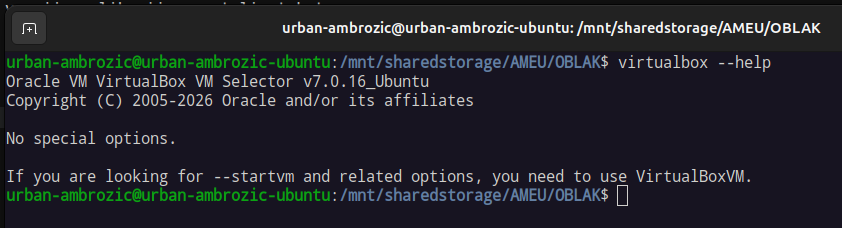 urban-ambrozic@urban-ambrozic-ubuntu: /mnt/sharedstorage/AMEU/OBLAK
urban-ambrozic@urban-ambrozic-ubuntu:/mnt/sharedstorage/AMEU/OBLAK$ virtualbox --help
Oracle VM VirtualBox VM Selector v7.0.16_Ubuntu
Copyright (C) 2005-2026 Oracle and/or its affiliates
No special options.
If you are looking for --startvm and related options, you need to use VirtualBoxVM.
urban-ambrozic@urban-ambrozic-ubuntu:/mnt/sharedstorage/AMEU/OBLAK$